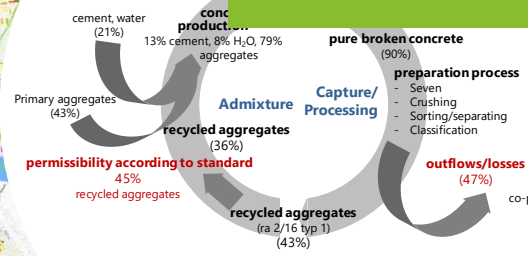 cement, water
(21%)
production
13% cement, 8% H₂O, 79%
aggregates
Primary aggregates
(43%)
Admixture
recycled aggregates
(36%)
permissibility according to standard
45%
recycled aggregates
pure broken concrete
(90%)
Capture/
Processing
preparation process
- Seven
- Crushing
- Sorting/separating
- Classification
outflows/losses
(47%)
recycled aggregates
(ra 2/16 typ 1)
(43%)